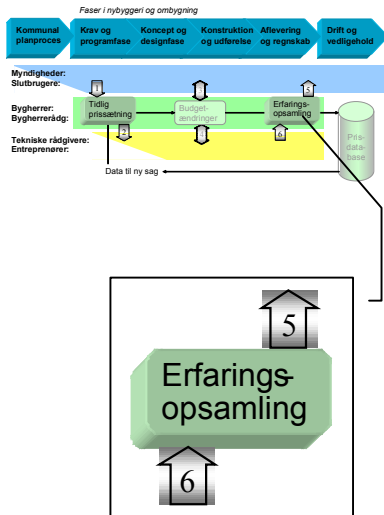 Faser i nybyggeri og ombygning
Kommunal
planproces
Krav og
programfase
Koncept og
designfase
Konstruktion
og udførelse
Aflevering
og regnskab
Drift og
vedligehold
Myndigheder:
Slutbrugere:
1
3
5
Bygherrer:
Bygherrerådg:
Tidlig
prissætning
Budget-
ændringer
Erfarings-
opsamling
2
4
6
Tekniske rådgivere:
Entreprenører:
Pris-
data-
base
Data til ny sag
5
Erfarings-
opsamling
6